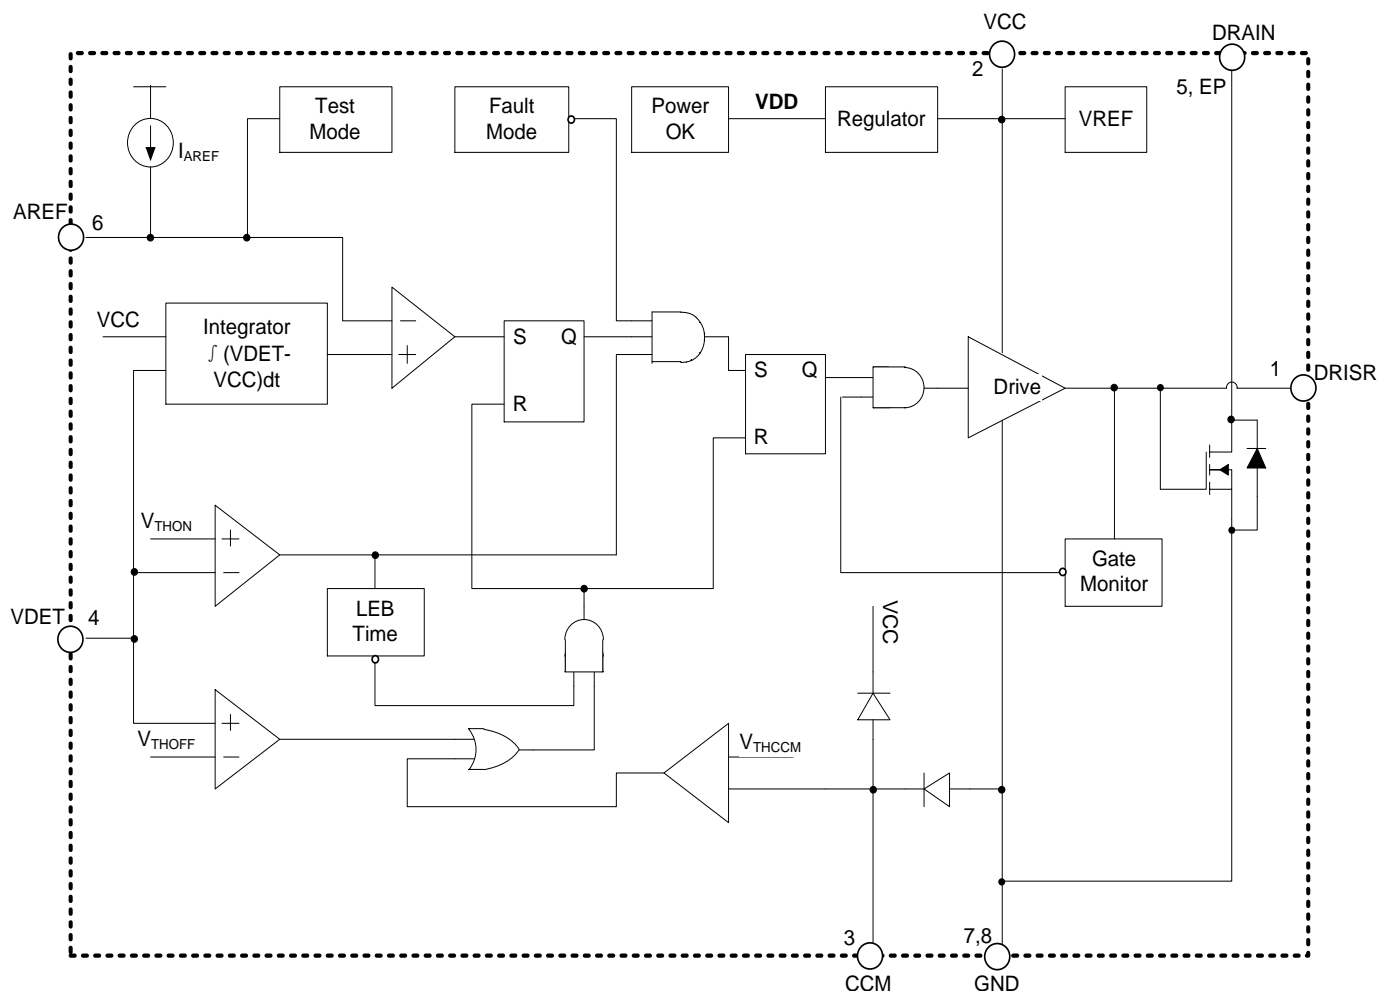 VCC
DRAIN
2
5, EP
Test
Mode
Fault
Mode
Power
OK
VDD
Regulator
VREF
IAREF
AREF
6
VCC
Integrator
∫ (VDET-
VCC)dt
−
+
S
Q
R
S
Q
R
Drive
1
DRISR
VTHON
+
−
LEB
Time
Gate
Monitor
VDET
4
VCC
+
VTHOFF
−
VTHCCM
3
7,8
CCM
GND